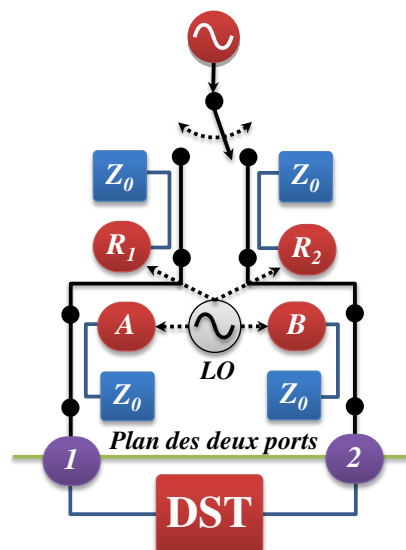 Z0 Z0
R1 R2
A B
LO
Z0 Z0
Plan des deux ports
1 2
DST